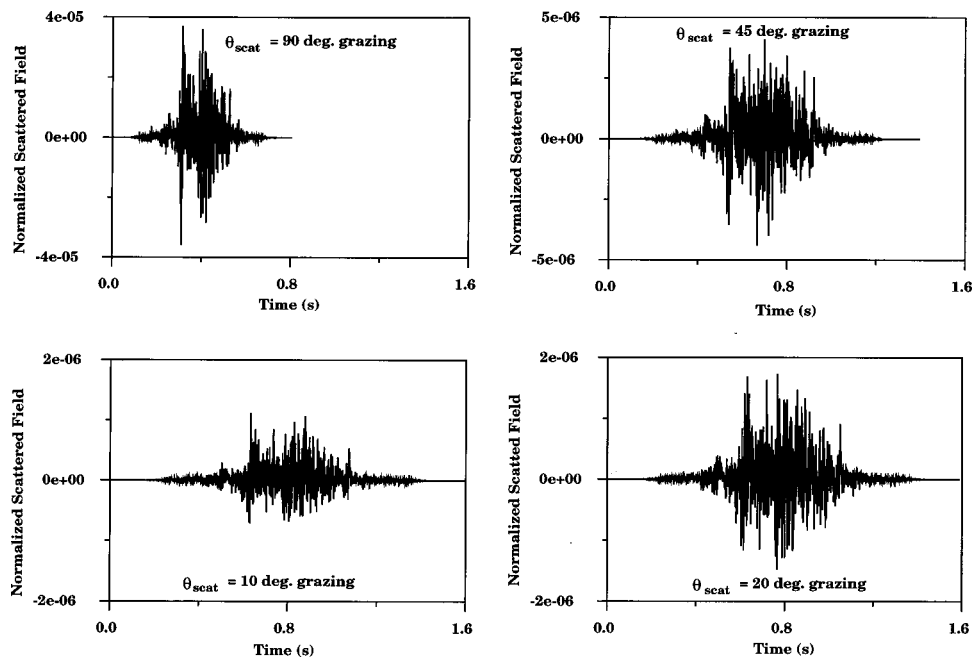 4e-05
θscat = 90 deg. grazing
Normalized Scattered Field
0e+00
-4e-05
0.0
0.8
1.6
Time (s)
5e-06
θscat = 45 deg. grazing
Normalized Scattered Field
0e+00
-5e-06
0.0
0.8
1.6
Time (s)
2e-06
Normalized Scattered Field
0e+00
θscat = 10 deg. grazing
-2e-06
0.0
0.8
1.6
Time (s)
2e-06
Normalized Scatted Field
0e+00
θscat = 20 deg. grazing
-2e-06
0.0
0.8
1.6
Time (s)